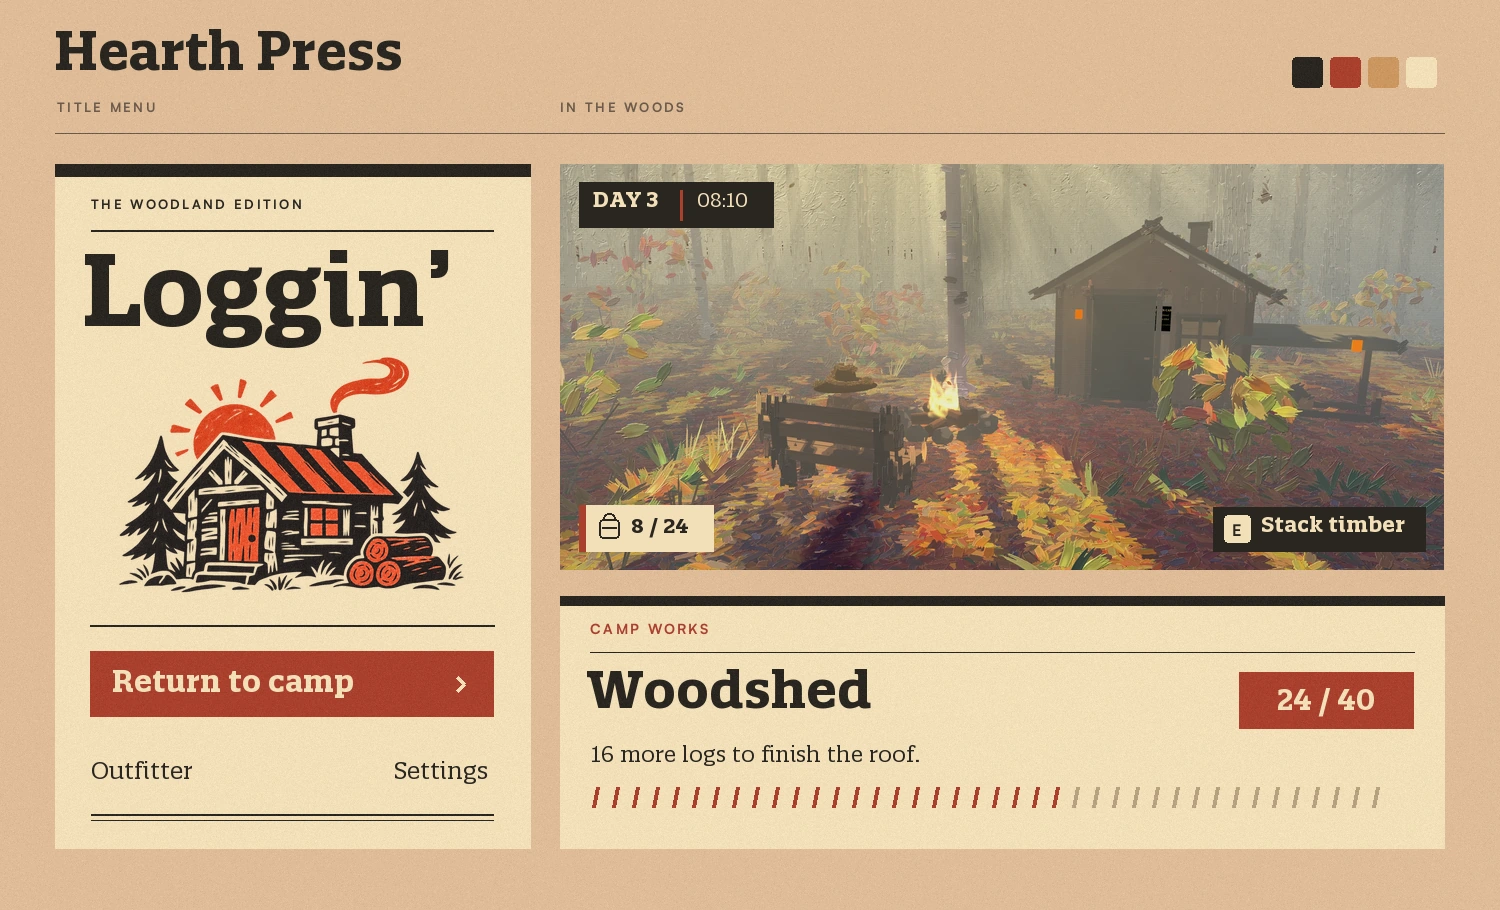 Hearth Press
TITLE MENU
IN THE WOODS
THE WOODLAND EDITION
Loggin’
Return to camp
Outfitter
Settings
DAY 3
08:10
8 / 24
E
Stack timber
CAMP WORKS
Woodshed
24 / 40
16 more logs to finish the roof.